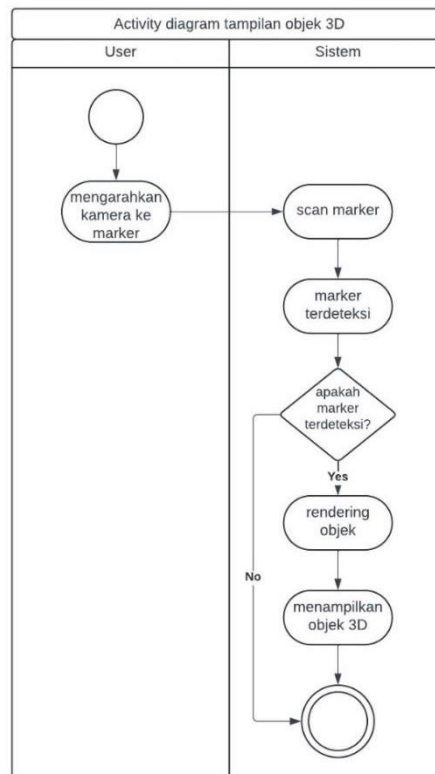 Activity diagram tampilan objek 3D
User
Sistem
mengarahkan
kamera ke
marker
scan marker
marker
terdeteksi
apakah
marker
terdeteksi?
Yes
rendering
objek
No
menampilkan
objek 3D